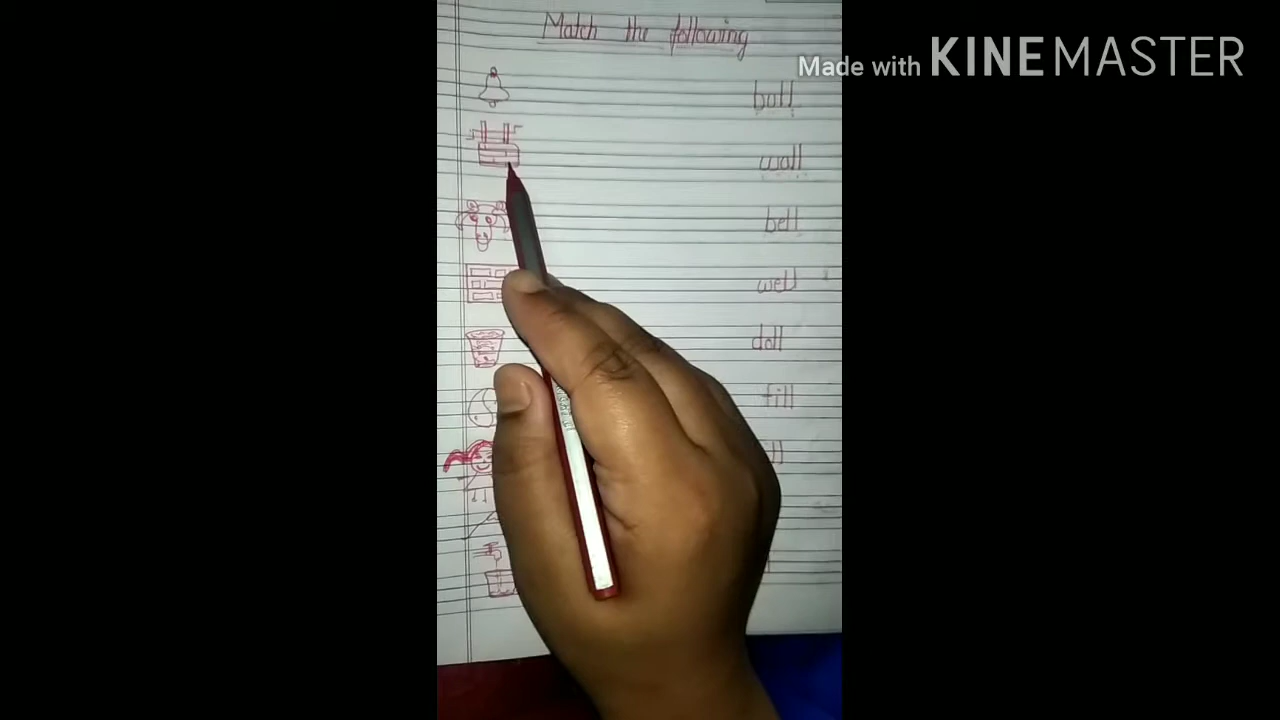 Made with KINEMASTER
Match the following
ball
wall
bell
well
doll
fill